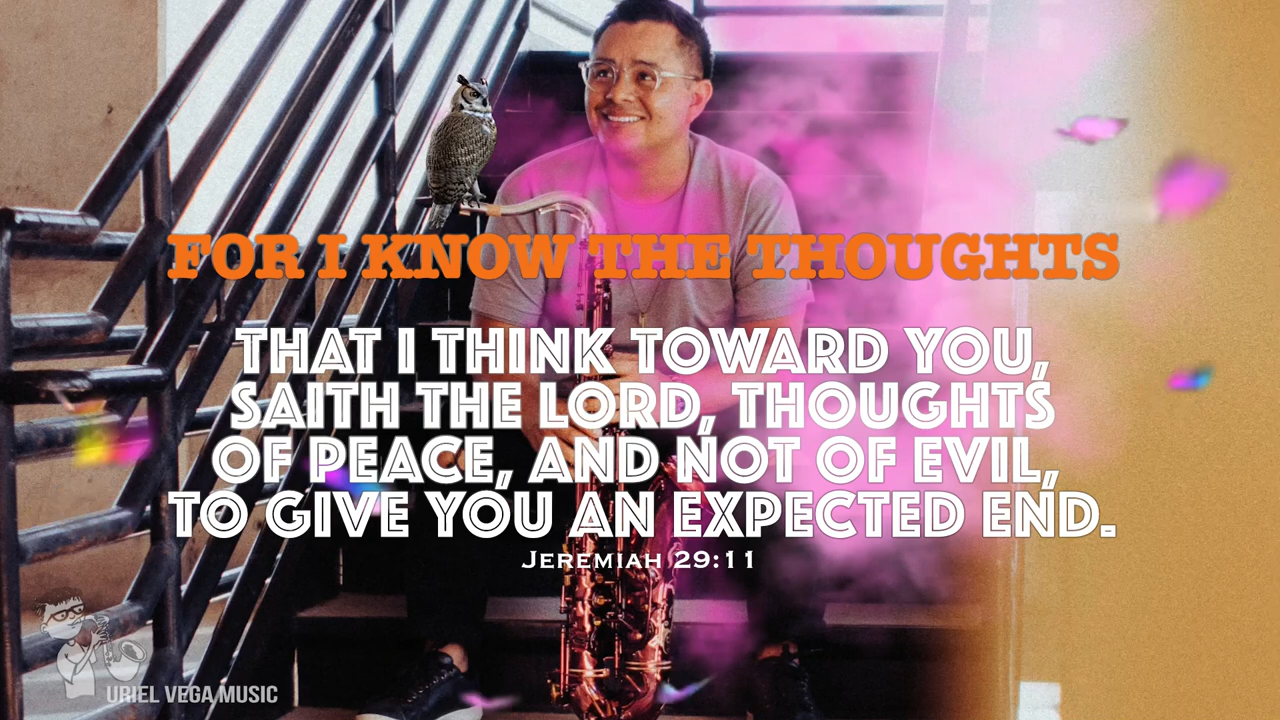 FOR I KNOW THE THOUGHTS
THAT I THINK TOWARD YOU,
SAITH THE LORD, THOUGHTS
OF PEACE, AND NOT OF EVIL,
TO GIVE YOU AN EXPECTED END.
JEREMIAH 29:11
URIEL VEGA MUSIC